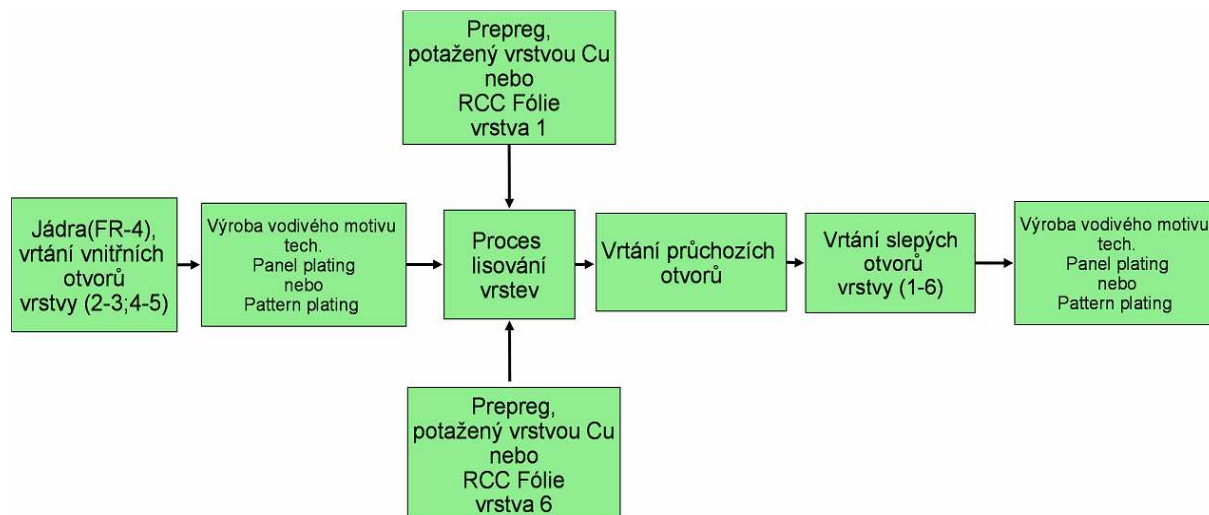 Prepreg,
potažený vrstvou Cu
nebo
RCC Fólie
vrstva 1
Jádra(FR-4),
vrtání vnitřních
otvorů
vrstvy (2-3;4-5)
Výroba vodivého motivu
tech.
Panel plating
nebo
Pattern plating
Proces
lisování
vrstev
Vrtání průchozích
otvorů
Vrtání slepých
otvorů
vrstvy (1-6)
Výroba vodivého motivu
tech.
Panel plating
nebo
Pattern plating
Prepreg,
potažený vrstvou Cu
nebo
RCC Fólie
vrstva 6